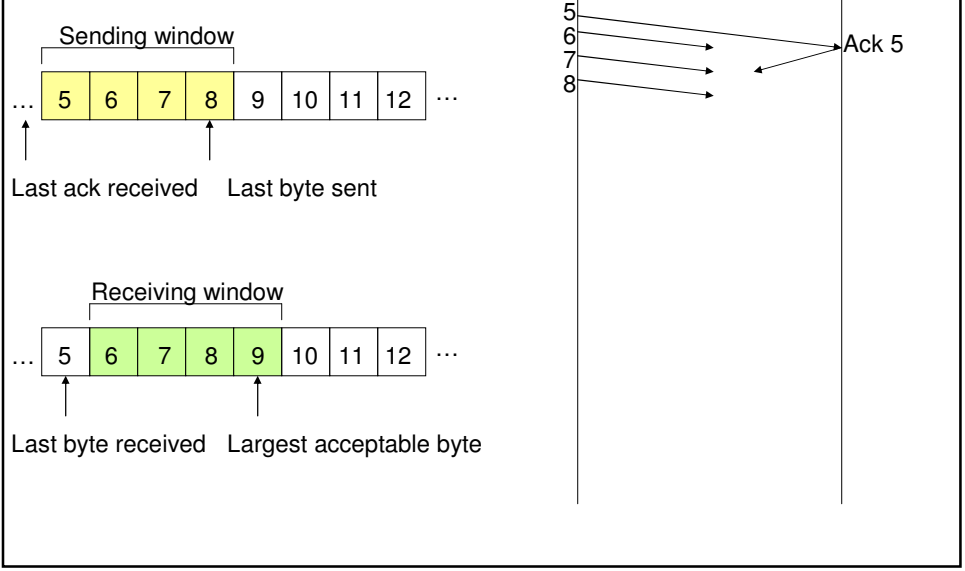 Sending window
… 5 6 7 8 9 10 11 12 …
Last ack received Last byte sent
Receiving window
… 5 6 7 8 9 10 11 12 …
Last byte received Largest acceptable byte
5
6
7
8
Ack 5